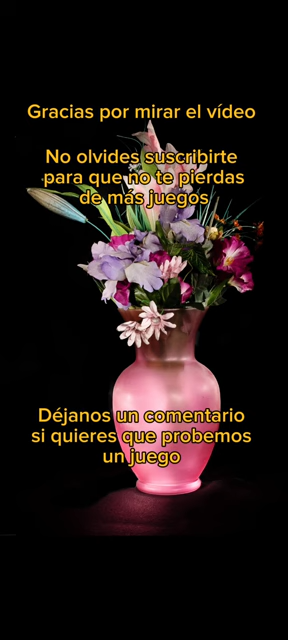 Gracias por mirar el vídeo
No olvides suscribirte
para que no te pierdas
de más juegos
Déjanos un comentario
si quieres que probemos
un juego